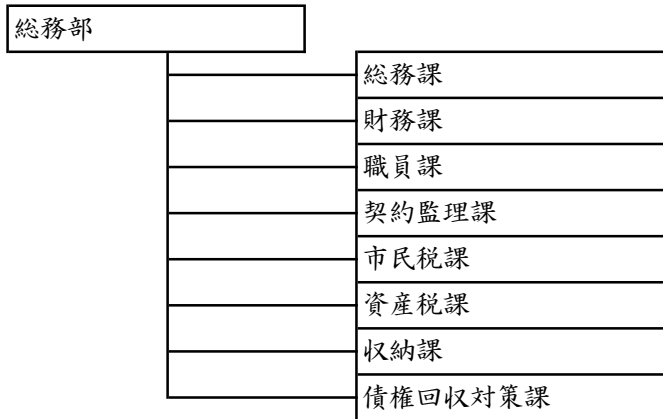 総務部
総務課
財務課
職員課
契約監理課
市民税課
資産税課
収納課
債権回収対策課